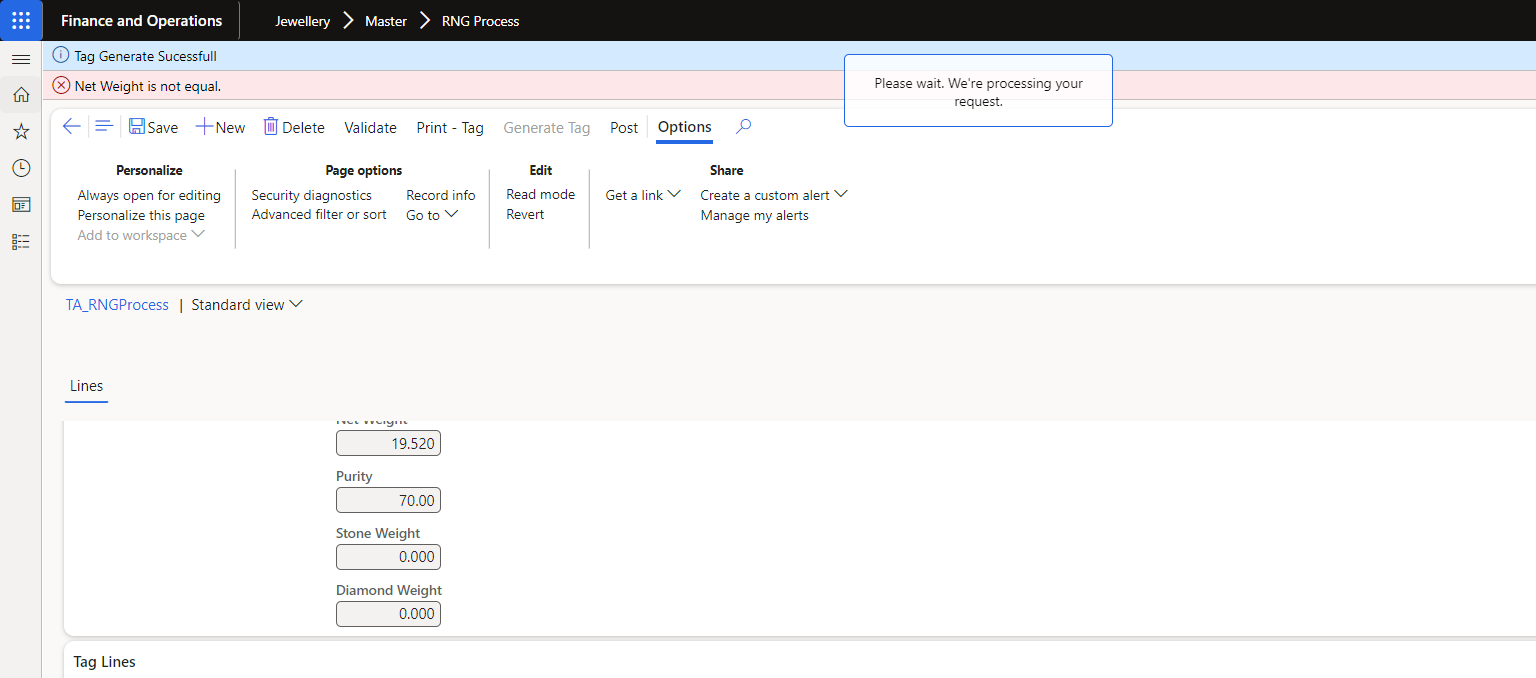 Finance and Operations
Jewellery
Master
RNG Process
Tag Generate Sucessfull
Net Weight is not equal.
Please wait. We're processing your
request.
Save
New
Delete
Validate
Print - Tag
Generate Tag
Post
Options
Personalize
Always open for editing
Personalize this page
Add to workspace
Page options
Security diagnostics
Advanced filter or sort
Record info
Go to
Edit
Read mode
Revert
Share
Get a link
Create a custom alert
Manage my alerts
TA_RNGProcess | Standard view
Lines
Net Weight
19.520
Purity
70.00
Stone Weight
0.000
Diamond Weight
0.000
Tag Lines